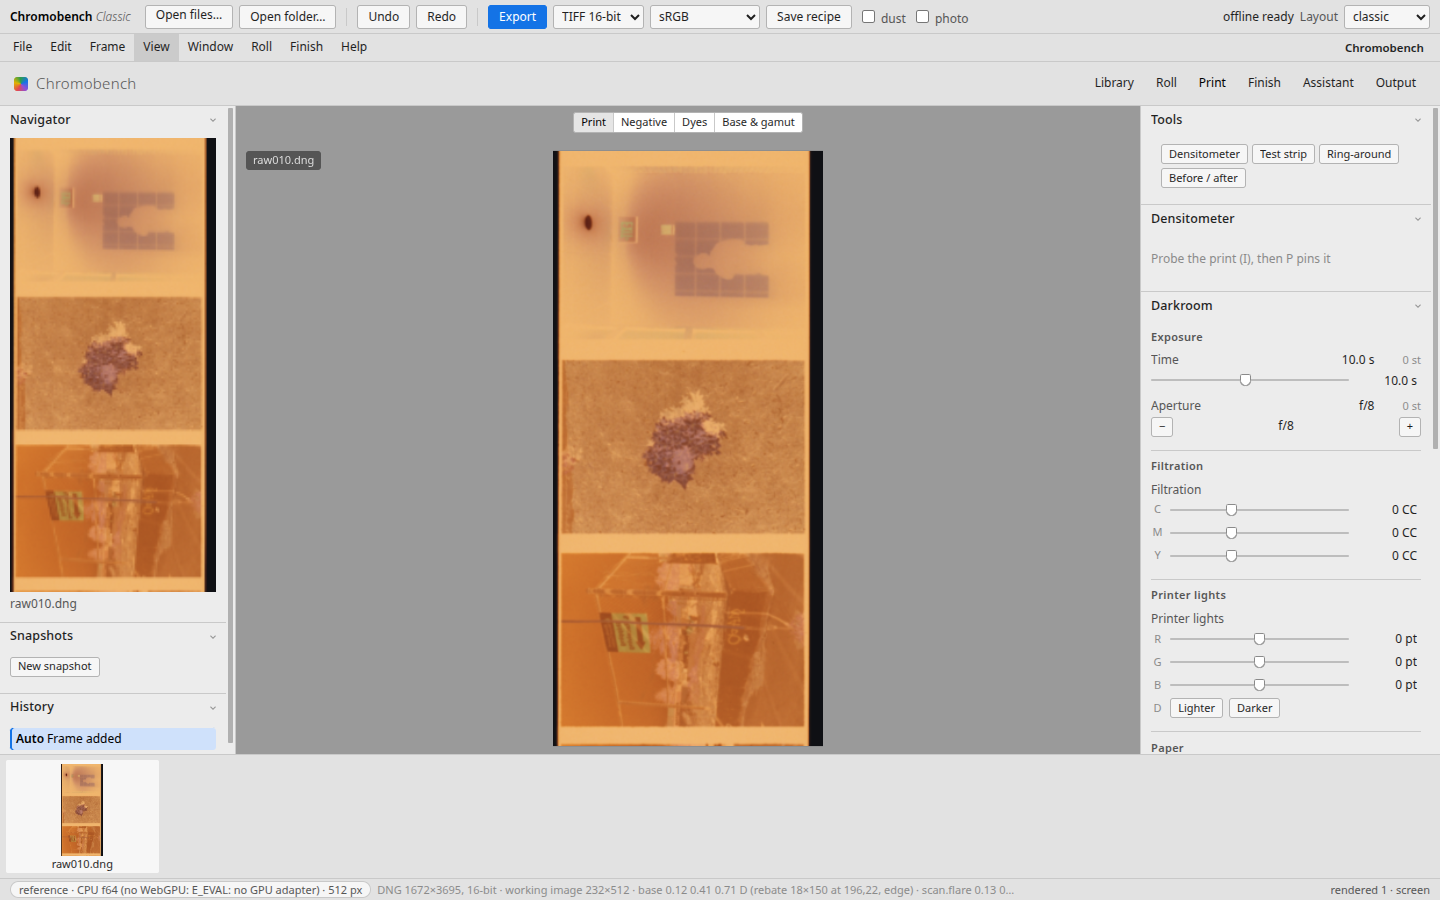 Chromobench Classic Open files... Open folder... Undo Redo Export TIFF 16-bit sRGB Save recipe dust photo offline ready Layout classic
File Edit Frame View Window Roll Finish Help Chromobench
Chromobench Library Roll Print Finish Assistant Output
Navigator
raw010.dng
Snapshots
New snapshot
History
Auto Frame added
Print Negative Dyes Base & gamut
raw010.dng
Tools
Densitometer Test strip Ring-around
Before / after
Densitometer
Probe the print (I), then P pins it
Darkroom
Exposure
Time 10.0 s 0 st
10.0 s
Aperture f/8 0 st
− f/8 +
Filtration
Filtration
C 0 CC
M 0 CC
Y 0 CC
Printer lights
Printer lights
R 0 pt
G 0 pt
B 0 pt
D Lighter Darker
Paper
raw010.dng
reference · CPU f64 (no WebGPU: E_EVAL: no GPU adapter) · 512 px DNG 1672×3695, 16-bit · working image 232×512 · base 0.12 0.41 0.71 D (rebate 18×150 at 196,22, edge) · scan.flare 0.13 0... rendered 1 · screen